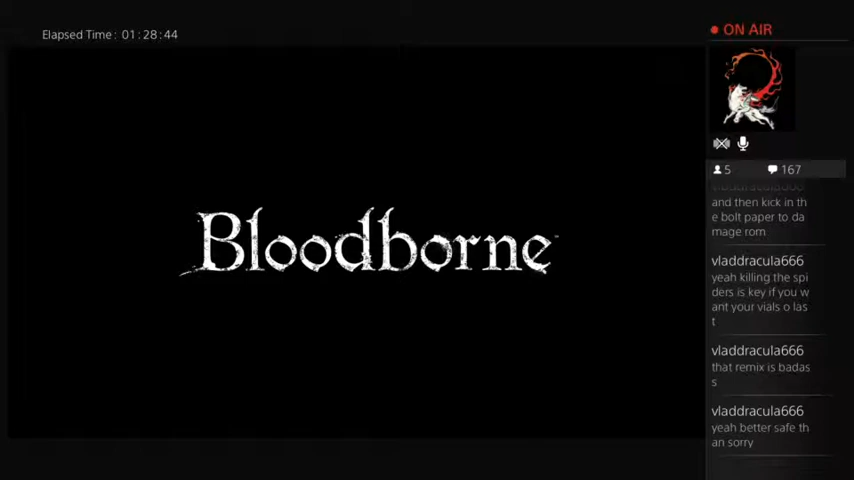 Elapsed Time: 01:28:44
ON AIR
5 167
and then kick in th
e bolt paper to da
mage rom
vladdracula666
yeah killing the spi
ders is key if you w
ant your vials o las
t
vladdracula666
that remix is badas
s
vladdracula666
yeah better safe th
an sorry
Bloodborne™